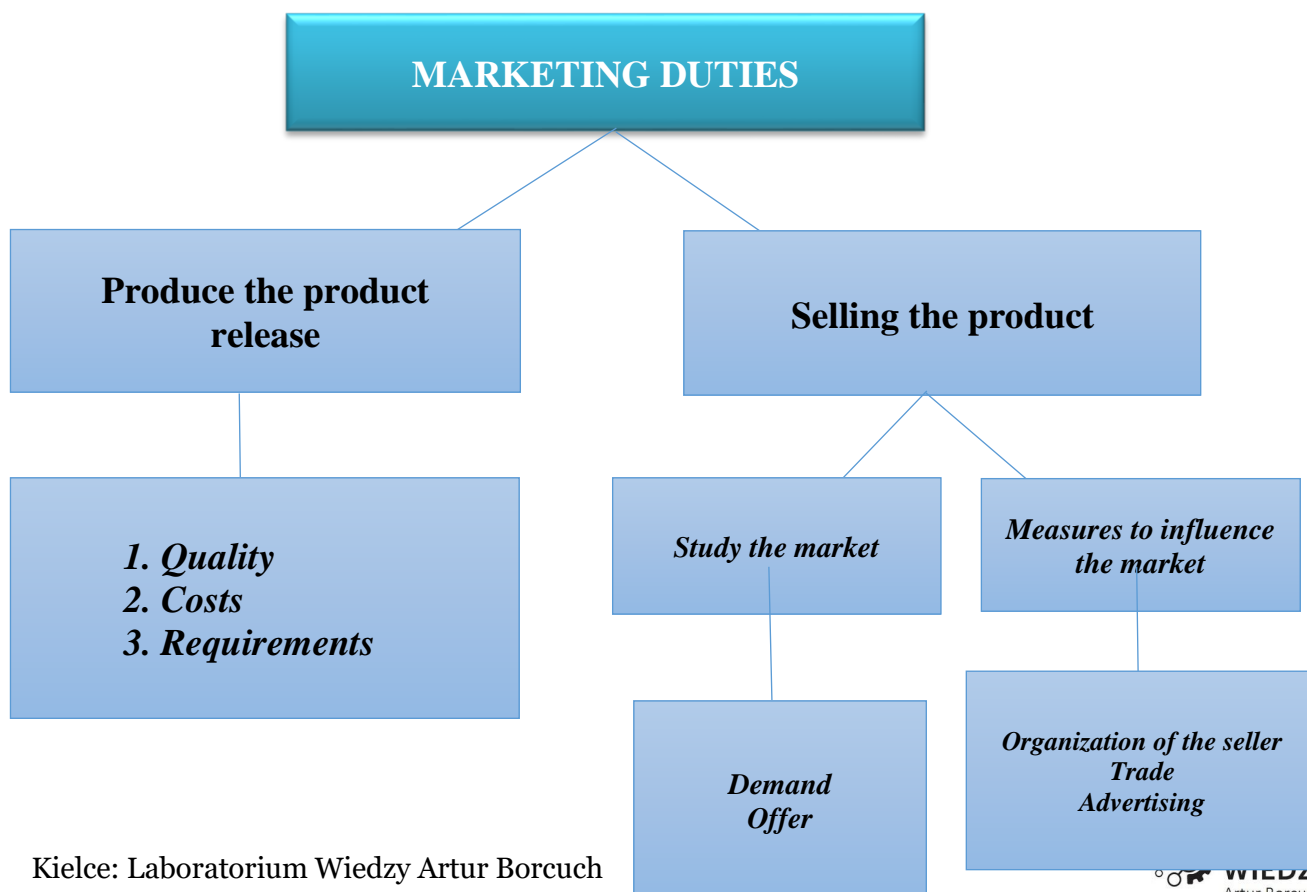 MARKETING DUTIES
Produce the product
release
Selling the product
1. Quality
2. Costs
3. Requirements
Study the market
Measures to influence
the market
Demand
Offer
Organization of the seller
Trade
Advertising
Kielce: Laboratorium Wiedzy Artur Borcuch